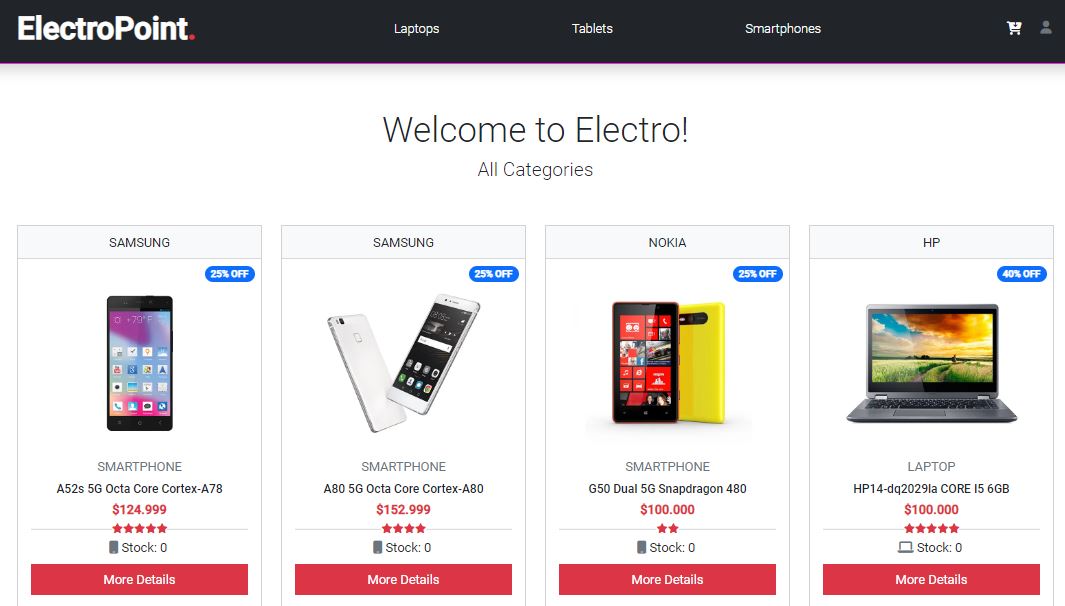 ElectroPoint.
Laptops
Tablets
Smartphones
Welcome to Electro!
All Categories
SAMSUNG
25% OFF
SMARTPHONE
A52s 5G Octa Core Cortex-A78
$124.999
Stock: 0
More Details
SAMSUNG
25% OFF
SMARTPHONE
A80 5G Octa Core Cortex-A80
$152.999
Stock: 0
More Details
NOKIA
25% OFF
SMARTPHONE
G50 Dual 5G Snapdragon 480
$100.000
Stock: 0
More Details
HP
40% OFF
LAPTOP
HP14-dq2029la CORE I5 6GB
$100.000
Stock: 0
More Details